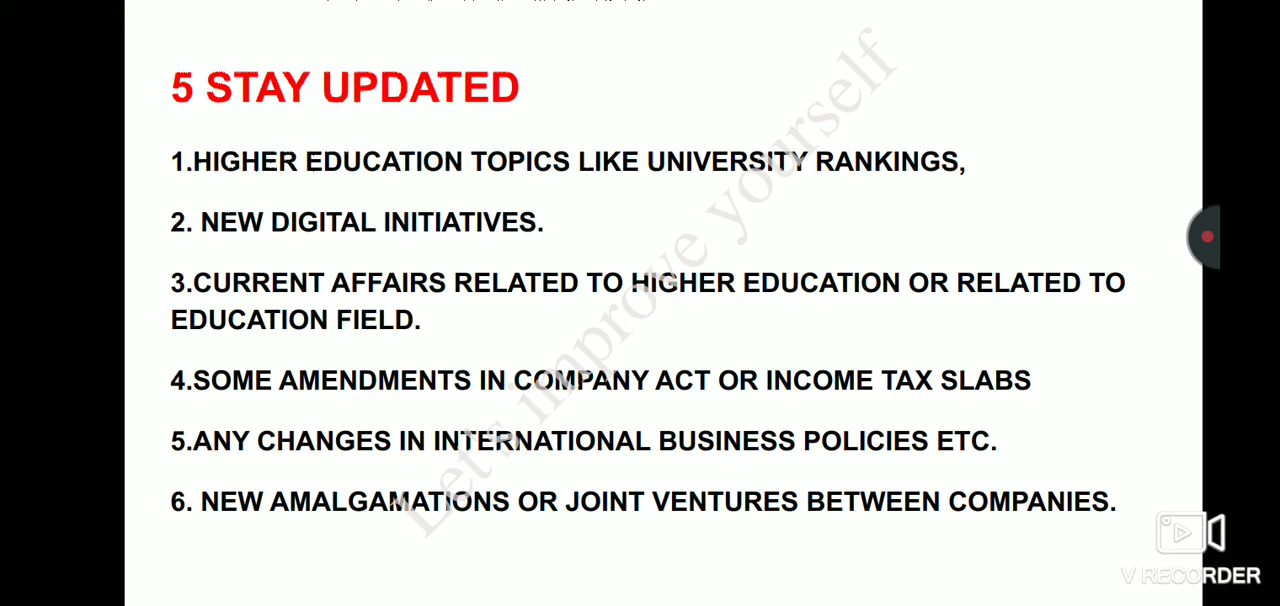 5 STAY UPDATED
1.HIGHER EDUCATION TOPICS LIKE UNIVERSITY RANKINGS,
2. NEW DIGITAL INITIATIVES.
3.CURRENT AFFAIRS RELATED TO HIGHER EDUCATION OR RELATED TO
EDUCATION FIELD.
4.SOME AMENDMENTS IN COMPANY ACT OR INCOME TAX SLABS
5.ANY CHANGES IN INTERNATIONAL BUSINESS POLICIES ETC.
6. NEW AMALGAMATIONS OR JOINT VENTURES BETWEEN COMPANIES.
Let's improve yourself
V RECORDER